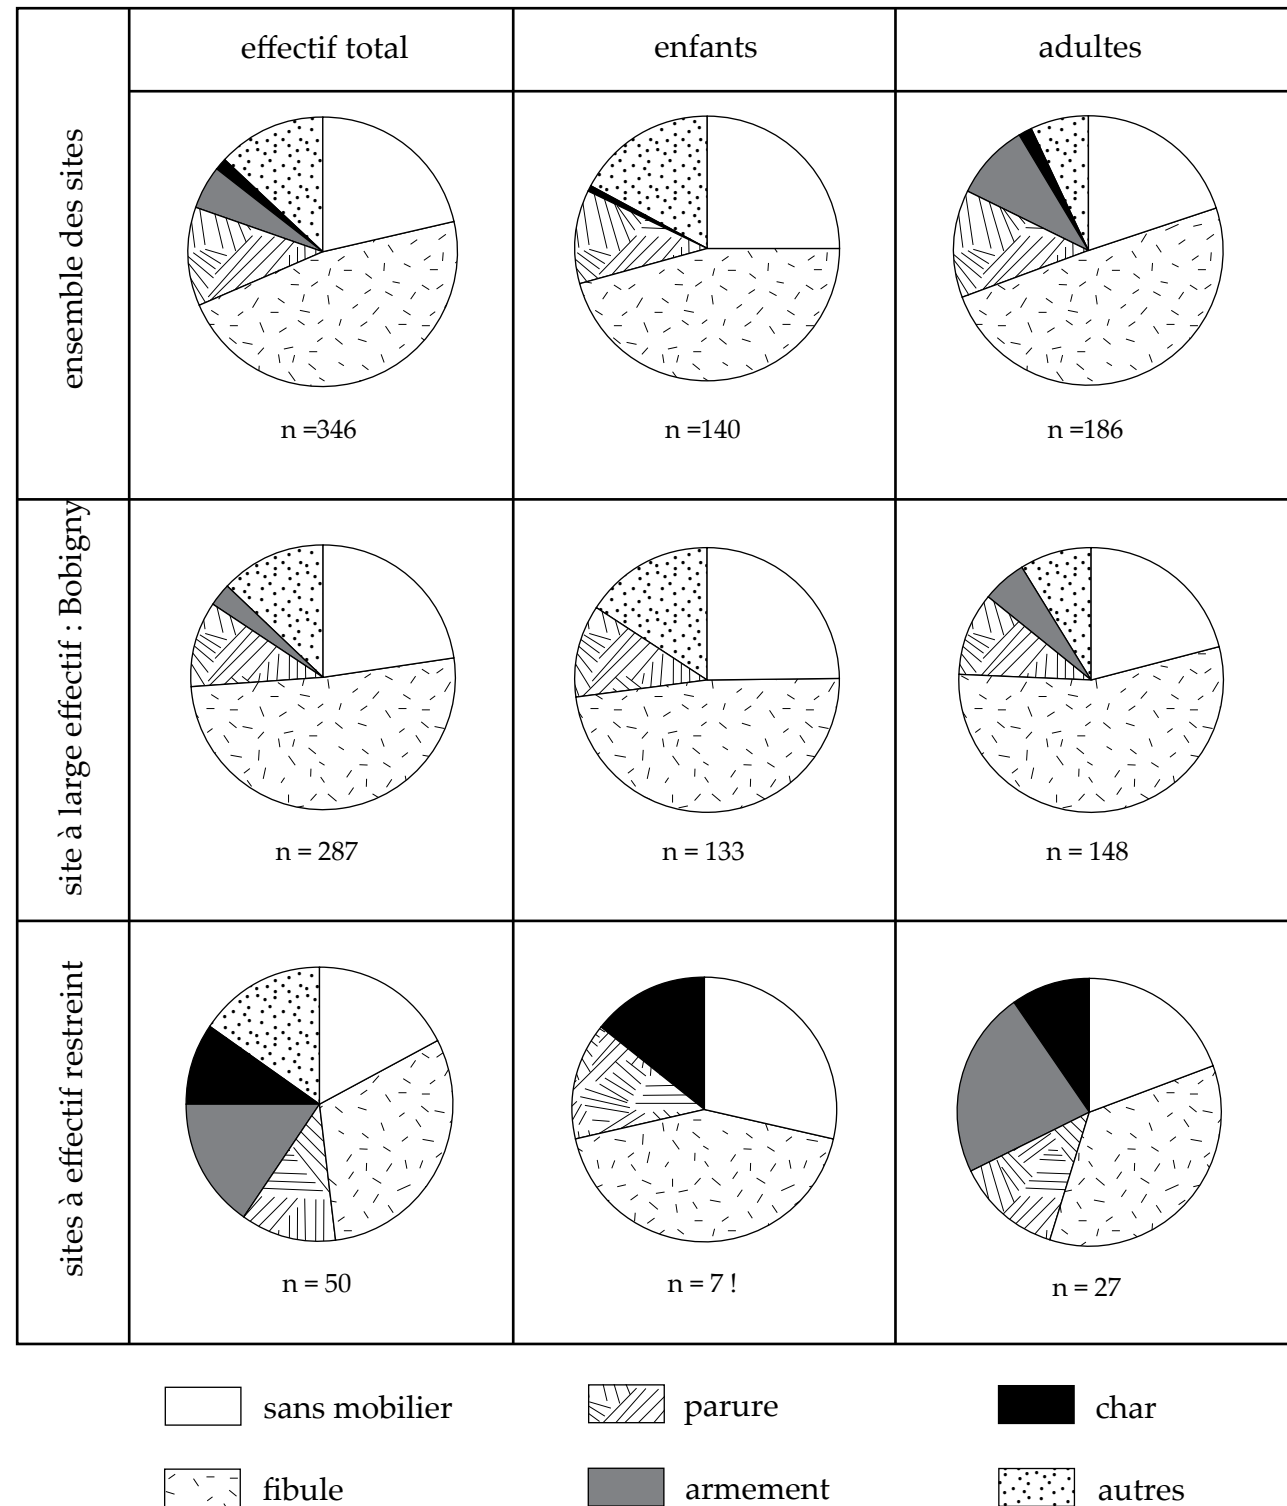 effectif total
enfants
adultes
ensemble des sites
n =346
n =140
n =186
site à large effectif : Bobigny
n = 287
n = 133
n = 148
sites à effectif restreint
n = 50
n = 7 !
n = 27
sans mobilier
parure
char
fibule
armement
autres